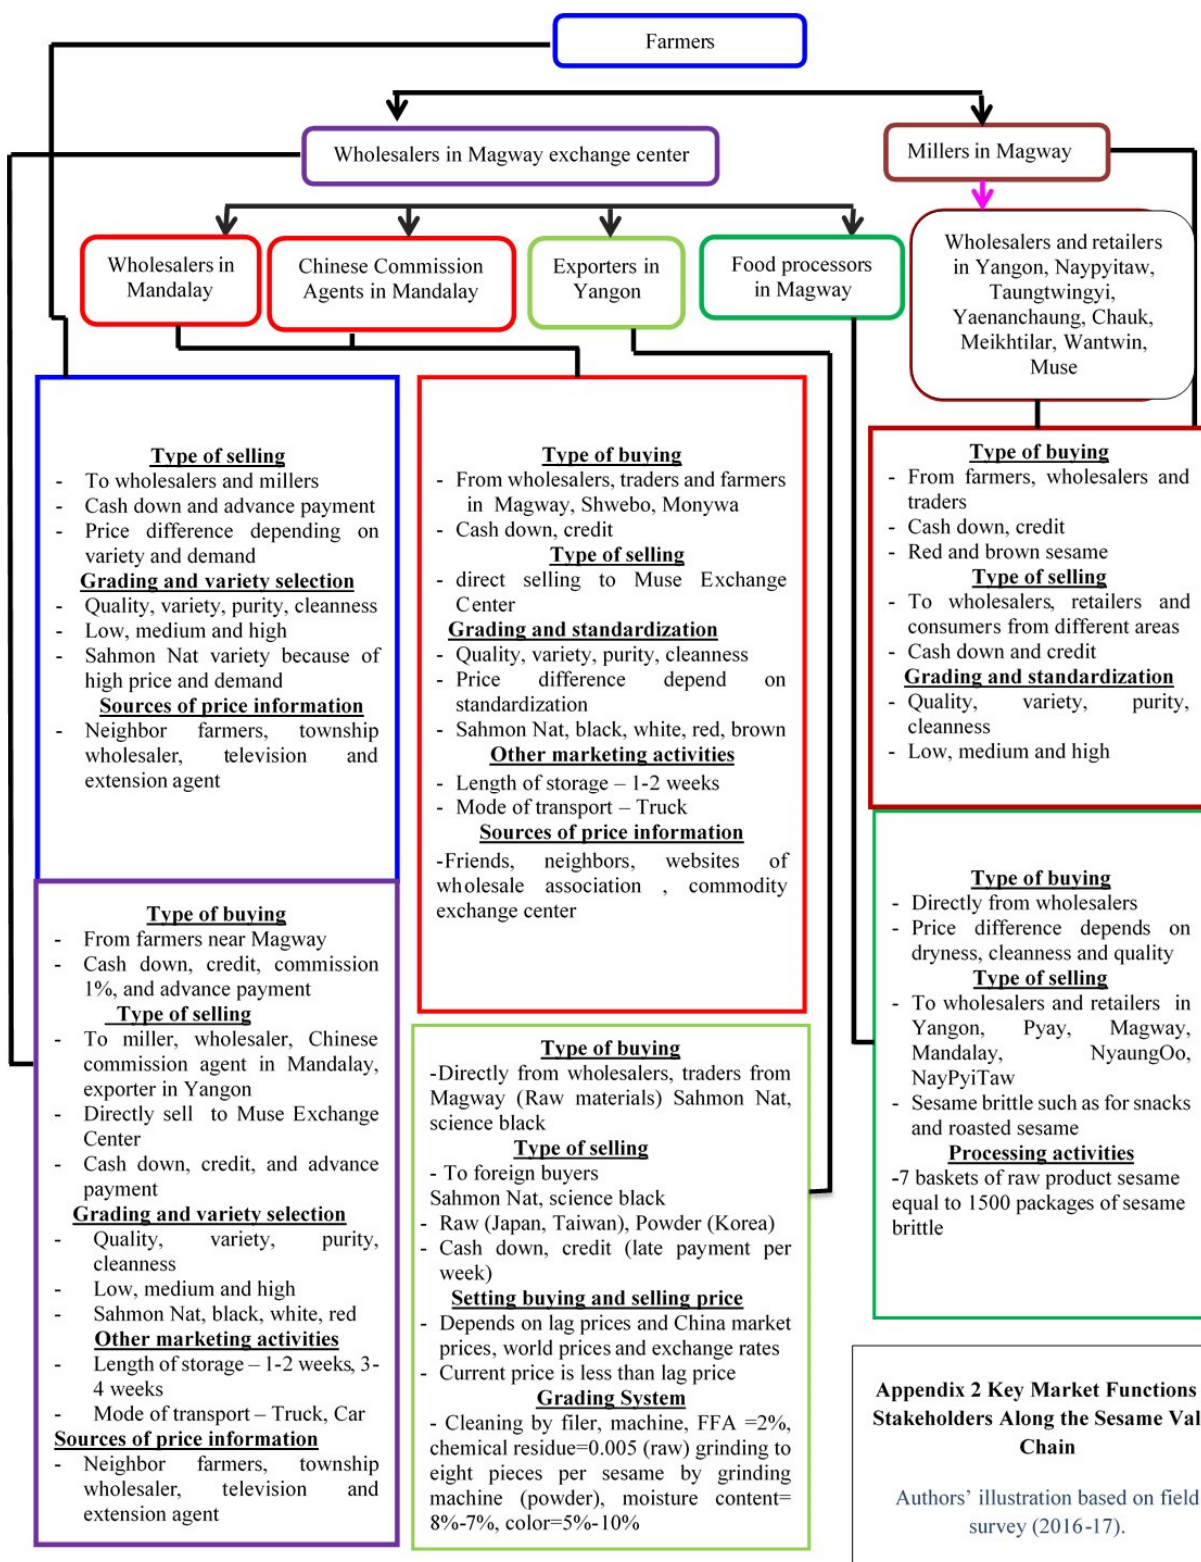 Farmers
Wholesalers in Magway exchange center
Millers in Magway
Wholesalers in
Mandalay
Chinese Commission
Agents in Mandalay
Exporters in
Yangon
Food processors
in Magway
Wholesalers and retailers
in Yangon, Naypyitaw,
Taungtwingyi,
Yaenanchaung, Chauk,
Meikhtilar, Wantwin,
Muse
Type of selling
- To wholesalers and millers
- Cash down and advance payment
- Price difference depending on
variety and demand
Grading and variety selection
- Quality, variety, purity, cleanness
- Low, medium and high
- Sahmon Nat variety because of
high price and demand
Sources of price information
- Neighbor farmers, township
wholesaler, television and
extension agent
Type of buying
- From farmers near Magway
- Cash down, credit, commission
1%, and advance payment
Type of selling
- To miller, wholesaler, Chinese
commission agent in Mandalay,
exporter in Yangon
- Directly sell to Muse Exchange
Center
- Cash down, credit, and advance
payment
Grading and variety selection
- Quality, variety, purity,
cleanness
- Low, medium and high
- Sahmon Nat, black, white, red
Other marketing activities
- Length of storage – 1-2 weeks, 3-
4 weeks
- Mode of transport – Truck, Car
Sources of price information
- Neighbor farmers, township
wholesaler, television and
extension agent
Type of buying
- From wholesalers, traders and farmers
in Magway, Shwebo, Monywa
- Cash down, credit
Type of selling
- direct selling to Muse Exchange
Center
Grading and standardization
- Quality, variety, purity, cleanness
- Price difference depend on
standardization
- Sahmon Nat, black, white, red, brown
Other marketing activities
- Length of storage – 1-2 weeks
- Mode of transport – Truck
Sources of price information
-Friends, neighbors, websites of
wholesale association , commodity
exchange center
Type of buying
-Directly from wholesalers, traders from
Magway (Raw materials) Sahmon Nat,
science black
Type of selling
- To foreign buyers
Sahmon Nat, science black
- Raw (Japan, Taiwan), Powder (Korea)
- Cash down, credit (late payment per
week)
Setting buying and selling price
- Depends on lag prices and China market
prices, world prices and exchange rates
- Current price is less than lag price
Grading System
- Cleaning by filer, machine, FFA =2%,
chemical residue=0.005 (raw) grinding to
eight pieces per sesame by grinding
machine (powder), moisture content=
8%-7%, color=5%-10%
Type of buying
- From farmers, wholesalers and
traders
- Cash down, credit
- Red and brown sesame
Type of selling
- To wholesalers, retailers and
consumers from different areas
- Cash down and credit
Grading and standardization
- Quality, variety, purity,
cleanness
- Low, medium and high
Type of buying
- Directly from wholesalers
- Price difference depends on
dryness, cleanness and quality
Type of selling
- To wholesalers and retailers in
Yangon, Pyay, Magway,
Mandalay, NyaungOo,
NayPyiTaw
- Sesame brittle such as for snacks
and roasted sesame
Processing activities
-7 baskets of raw product sesame
equal to 1500 packages of sesame
brittle
Appendix 2 Key Market Functions
Stakeholders Along the Sesame Val
Chain
Authors’ illustration based on field
survey (2016-17).